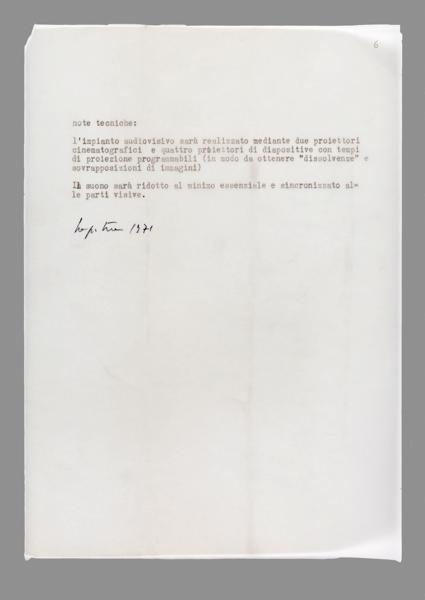 6
note tecniche:
l'impianto audiovisivo sarà realizzato mediante due proiettori
cinematografici e quattro proiettori di diapositive con tempi
di proiezione programmabili (in modo da ottenere "dissolvenze" e
sovrapposizioni di immagini)
Il suono sarà ridotto al minimo essenziale e sincronizzato al=
le parti visive.
1971